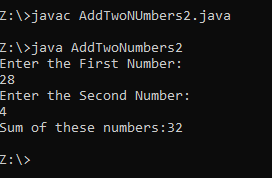 Z:\>javac AddTwoNUmbers2.java
Z:\>java AddTwoNumbers2
Enter the First Number:
28
Enter the Second Number:
4
Sum of these numbers:32
Z:\>